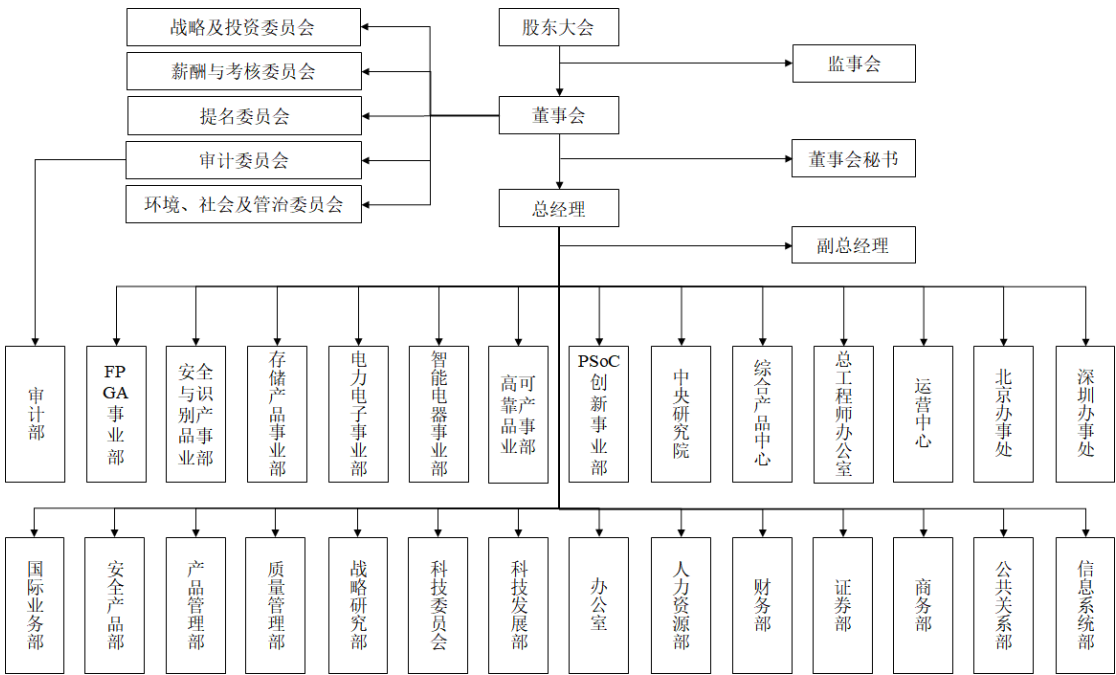 战略及投资委员会
股东大会
薪酬与考核委员会
监事会
提名委员会
董事会
审计委员会
董事会秘书
环境、社会及管治委员会
总经理
副总经理
审计部
FPGA事业部
安全与识别产品事业部
存储产品事业部
电力电子事业部
智能电器事业部
高可靠产品事业部
PSoC创新事业部
中央研究院
综合产品中心
总工程师办公室
运营中心
北京办事处
深圳办事处
国际业务部
安全产品部
产品管理部
质量管理部
战略研究部
科技委员会
科技发展部
办公室
人力资源部
财务部
证券部
商务部
公共关系部
信息系统部